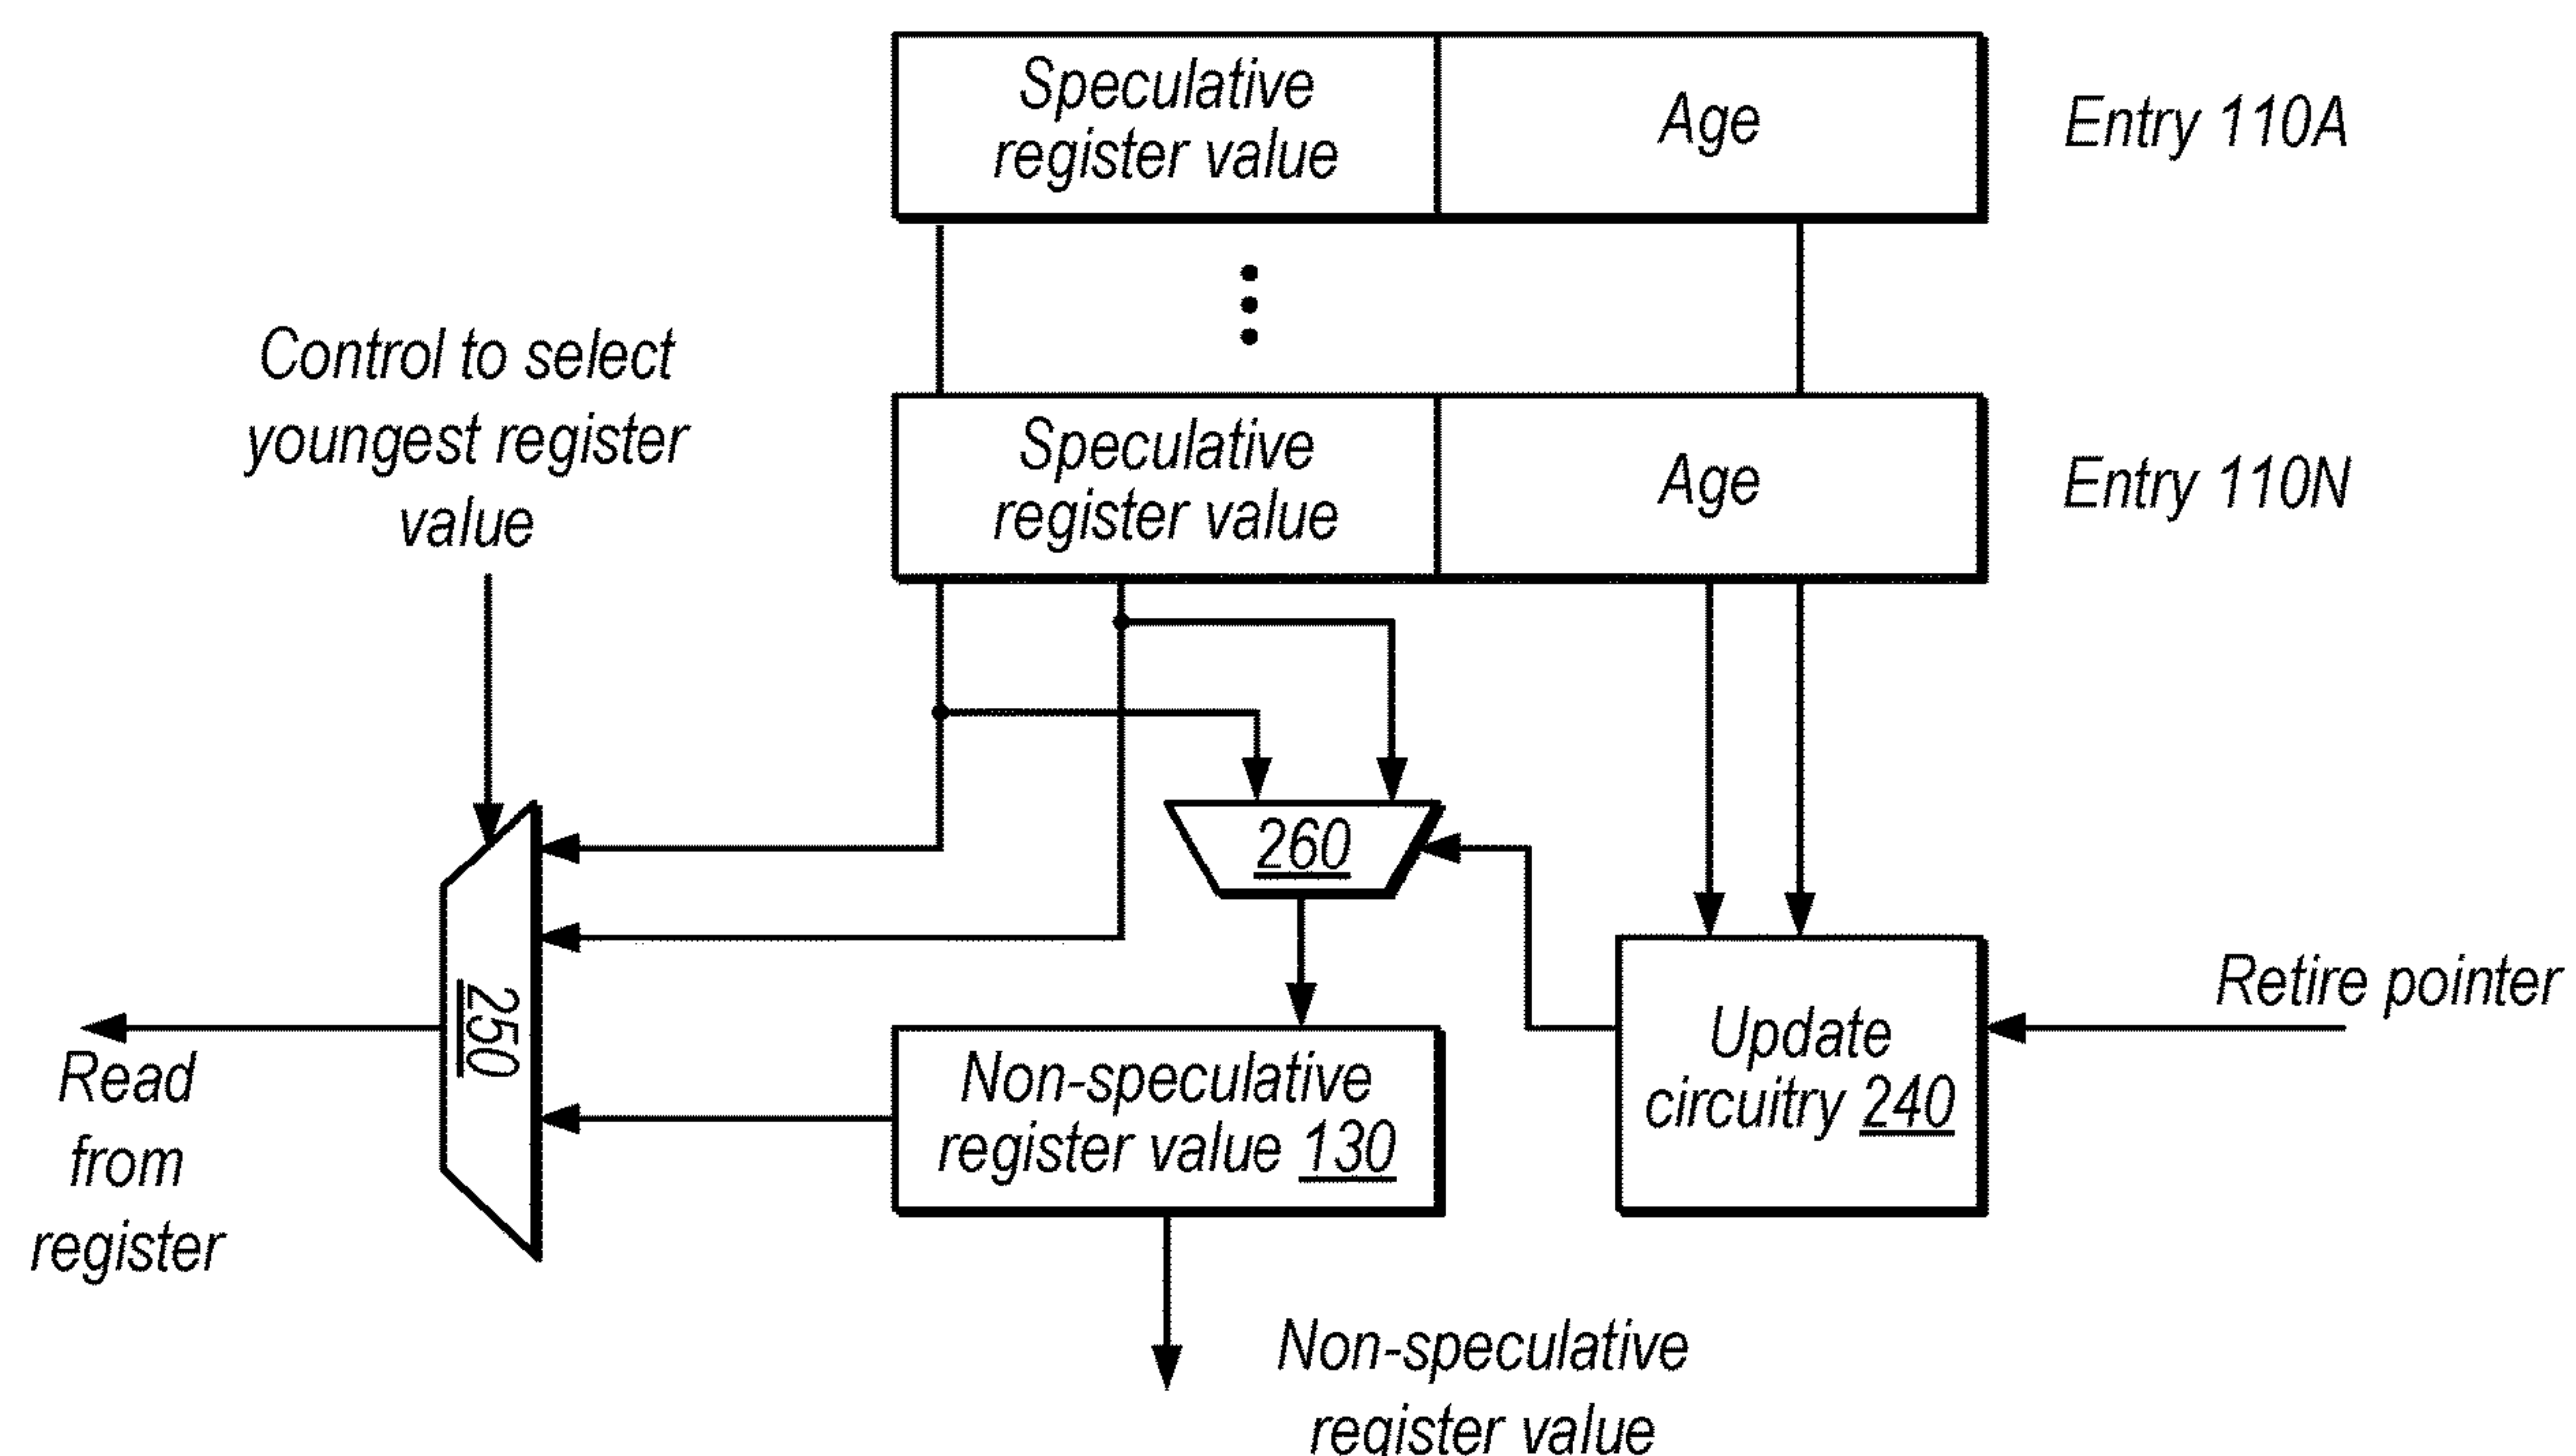 Speculative
register value
Age
Entry 110A
Control to select
youngest register
value
Speculative
register value
Age
Entry 110N
260
250
Read
from
register
Non-speculative
register value 130
Update
circuitry 240
Retire pointer
Non-speculative
register value